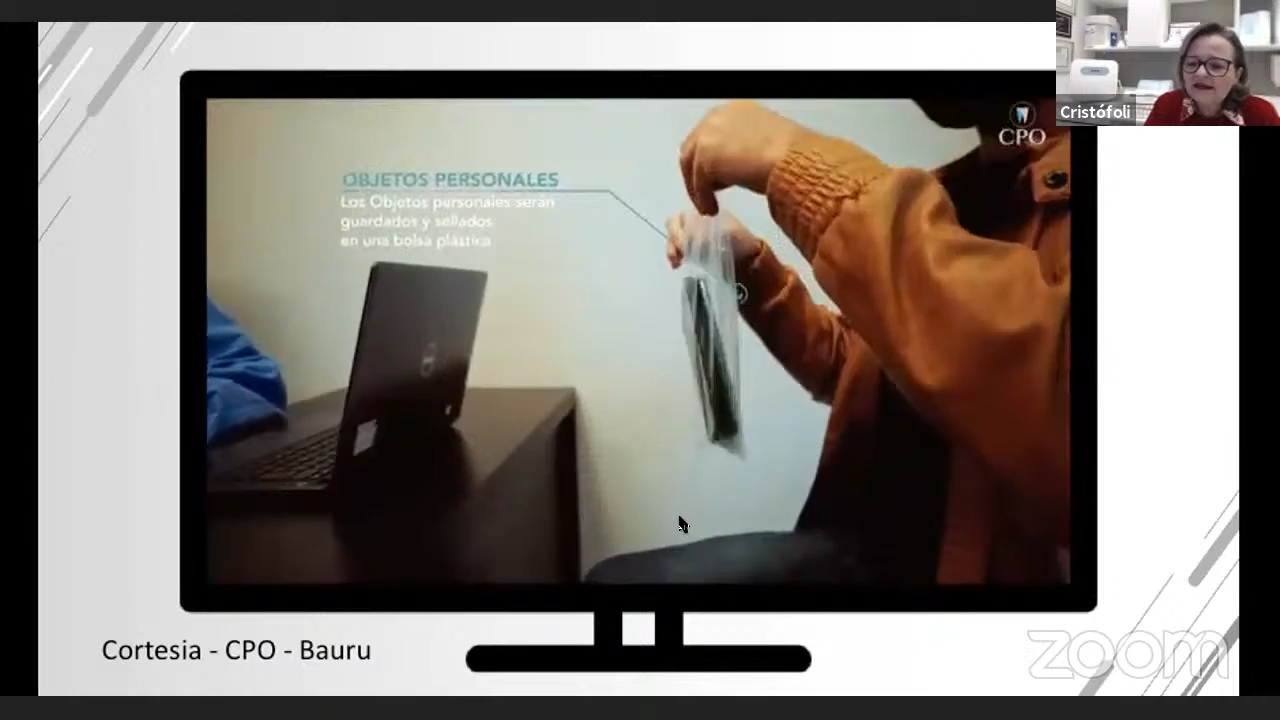 Cristófoli
CPO
OBJETOS PERSONALES
Los Objetos personales serán
guardados y sellados
en una bolsa plástica
Cortesia - CPO - Bauru
zoom